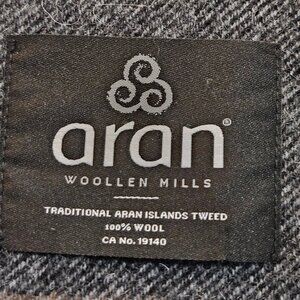 aran®
WOOLLEN MILLS
TRADITIONAL ARAN ISLANDS TWEED
100% WOOL
CA No. 19140